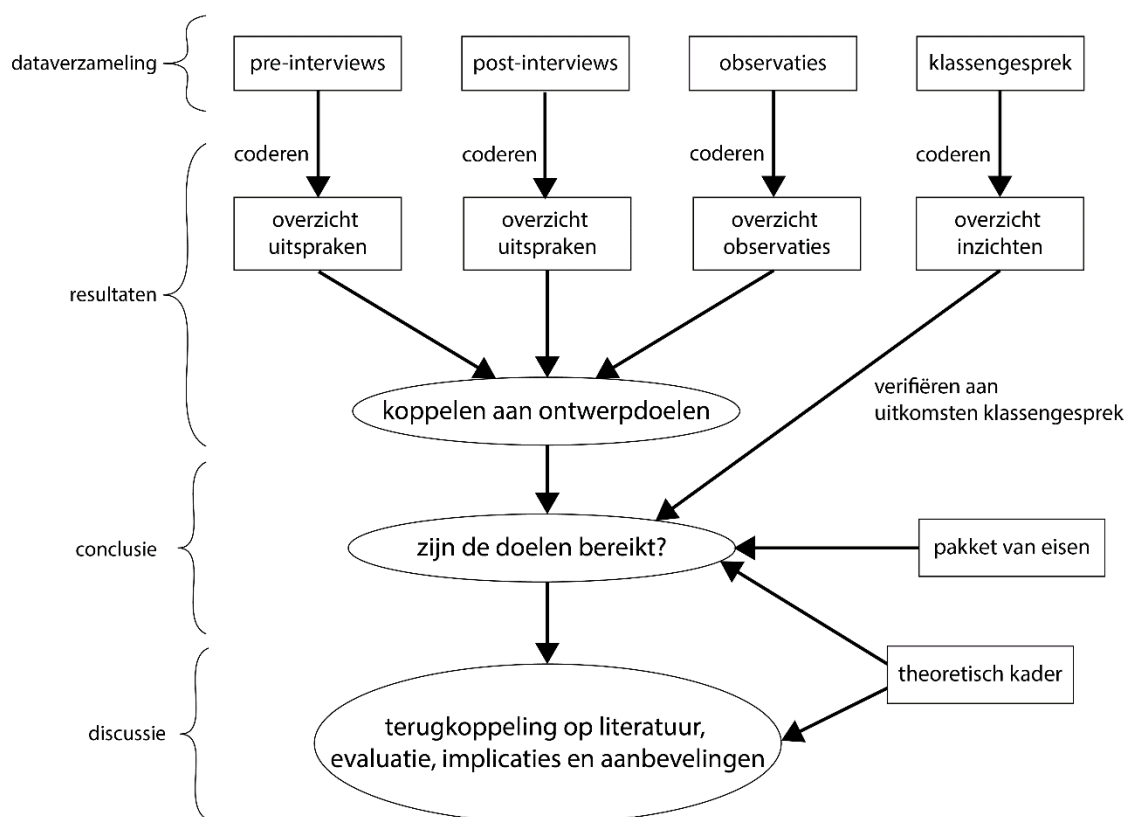 dataverzameling
pre-interviews
post-interviews
observaties
klassengesprek
coderen
coderen
coderen
coderen
resultaten
overzicht
uitspraken
overzicht
uitspraken
overzicht
observaties
overzicht
inzichten
koppelen aan ontwerpdoelen
verifiëren aan
uitkomsten klassengesprek
conclusie
zijn de doelen bereikt?
pakket van eisen
theoretisch kader
discussie
terugkoppeling op literatuur,
evaluatie, implicaties en aanbevelingen